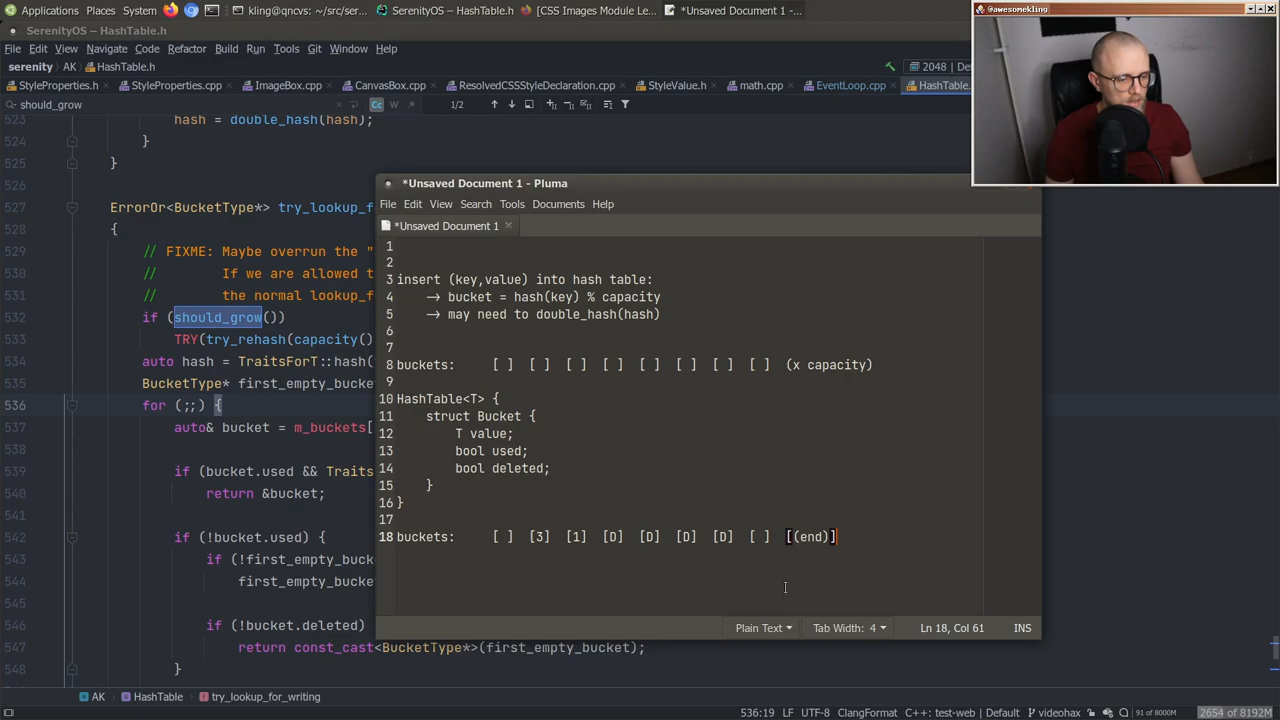 Applications Places System kling@qncvs: ~/src/ser... SerenityOS – HashTable.h [CSS Images Module Le... *Unsaved Document 1 - ...
@awesomekling
SerenityOS – HashTable.h
File Edit View Navigate Code Refactor Build Run Tools Git Window Help
serenity AK HashTable.h 2048 | De
StyleProperties.h StyleProperties.cpp ImageBox.cpp CanvasBox.cpp ResolvedCSSStyleDeclaration.cpp StyleValue.h math.cpp EventLoop.cpp HashTable.
should_grow Cc W 1/2
523
hash = double_hash(hash);
524 }
525 }
526
527 ErrorOr<BucketType*> try_lookup_f
528 {
529 // FIXME: Maybe overrun the "
530 // If we are allowed t
531 // the normal lookup_f
532 if (should_grow())
533 TRY(try_rehash(capacity()
534 auto hash = TraitsForT::hash(
535 BucketType* first_empty_bucke
536 for (;;) {
537 auto& bucket = m_buckets[
538
539 if (bucket.used && Traits
540 return &bucket;
541
542 if (!bucket.used) {
543 if (!first_empty_bucke
544 first_empty_bucket
545
546 if (!bucket.deleted)
547 return const_cast<BucketType*>(first_empty_bucket);
548 }
*Unsaved Document 1 - Pluma
File Edit View Search Tools Documents Help
*Unsaved Document 1
1
2
3 insert (key,value) into hash table:
4 -> bucket = hash(key) % capacity
5 -> may need to double_hash(hash)
6
7
8 buckets: [ ] [ ] [ ] [ ] [ ] [ ] [ ] [ ] (x capacity)
9
10 HashTable<T> {
11 struct Bucket {
12 T value;
13 bool used;
14 bool deleted;
15 }
16 }
17
18 buckets: [ ] [3] [1] [D] [D] [D] [D] [ ] [(end)]
Plain Text Tab Width: 4 Ln 18, Col 61 INS
AK HashTable try_lookup_for_writing
536:19 LF UTF-8 ClangFormat C++: test-web | Default videohax 91 of 8000M 2654 of 8192M